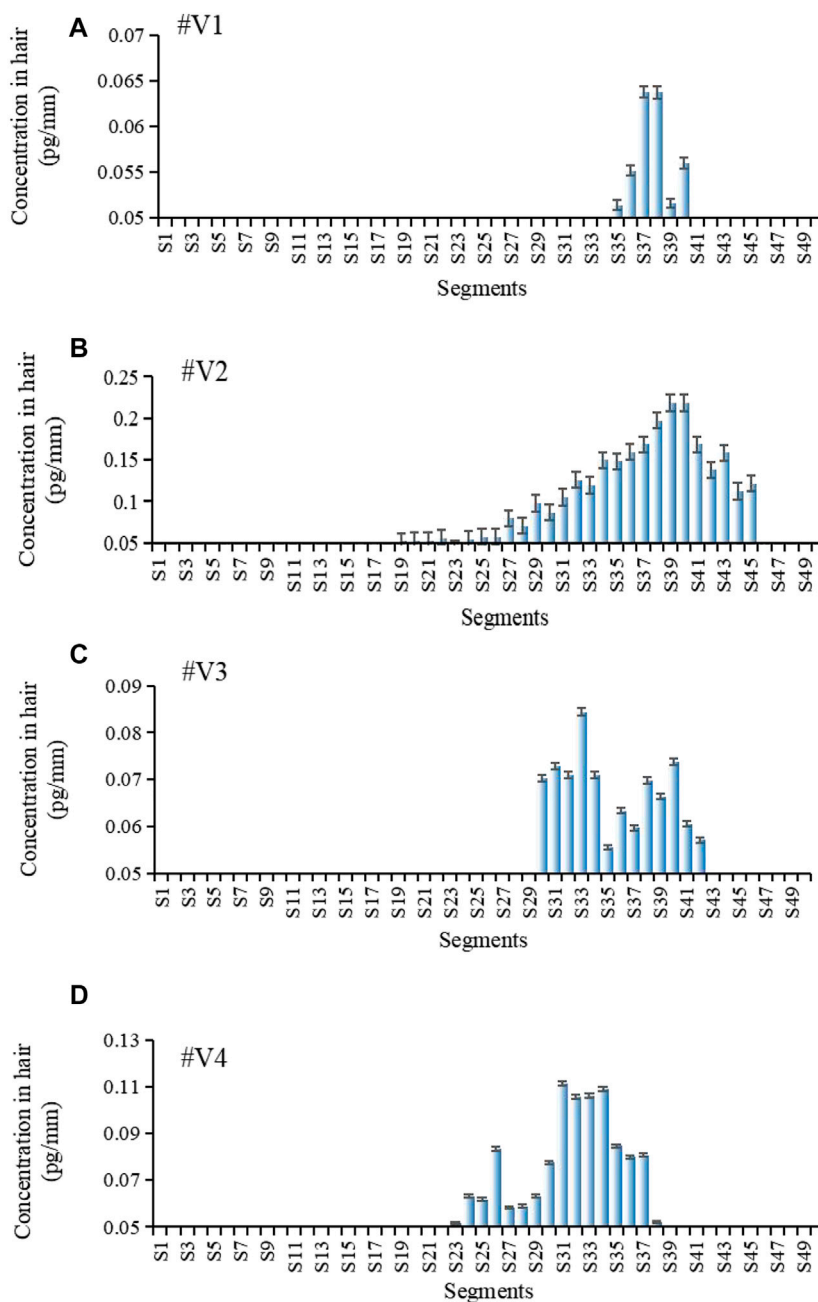 A
#V1
Concentration in hair
(pg/mm)
0.07
0.065
0.06
0.055
0.05
S1 S3 S5 S7 S9 S11 S13 S15 S17 S19 S21 S23 S25 S27 S29 S31 S33 S35 S37 S39 S41 S43 S45 S47 S49
Segments
B
#V2
Concentration in hair
(pg/mm)
0.25
0.2
0.15
0.1
0.05
S1 S3 S5 S7 S9 S11 S13 S15 S17 S19 S21 S23 S25 S27 S29 S31 S33 S35 S37 S39 S41 S43 S45 S47 S49
Segments
C
#V3
Concentration in hair
(pg/mm)
0.09
0.08
0.07
0.06
0.05
S1 S3 S5 S7 S9 S11 S13 S15 S17 S19 S21 S23 S25 S27 S29 S31 S33 S35 S37 S39 S41 S43 S45 S47 S49
Segments
D
#V4
Concentration in hair
(pg/mm)
0.13
0.11
0.09
0.07
0.05
S1 S3 S5 S7 S9 S11 S13 S15 S17 S19 S21 S23 S25 S27 S29 S31 S33 S35 S37 S39 S41 S43 S45 S47 S49
Segments